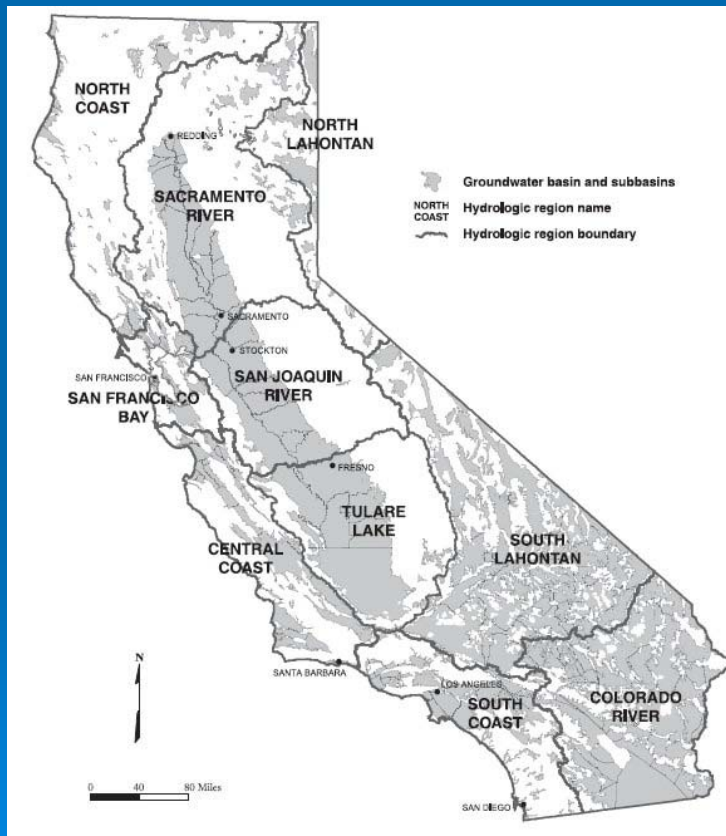 NORTH
COAST
REDDING
NORTH
LAHONTAN
SACRAMENTO
RIVER
Groundwater basin and subbasins
NORTH
COAST
Hydrologic region name
Hydrologic region boundary
SACRAMENTO
STOCKTON
SAN FRANCISCO
SAN JOAQUIN
RIVER
SAN FRANCISCO
BAY
FRESNO
TULARE
LAKE
CENTRAL
COAST
SOUTH
LAHONTAN
N
SANTA BARBARA
LOS ANGELES
SOUTH
COAST
COLORADO
RIVER
0 40 80 Miles
SAN DIEGO